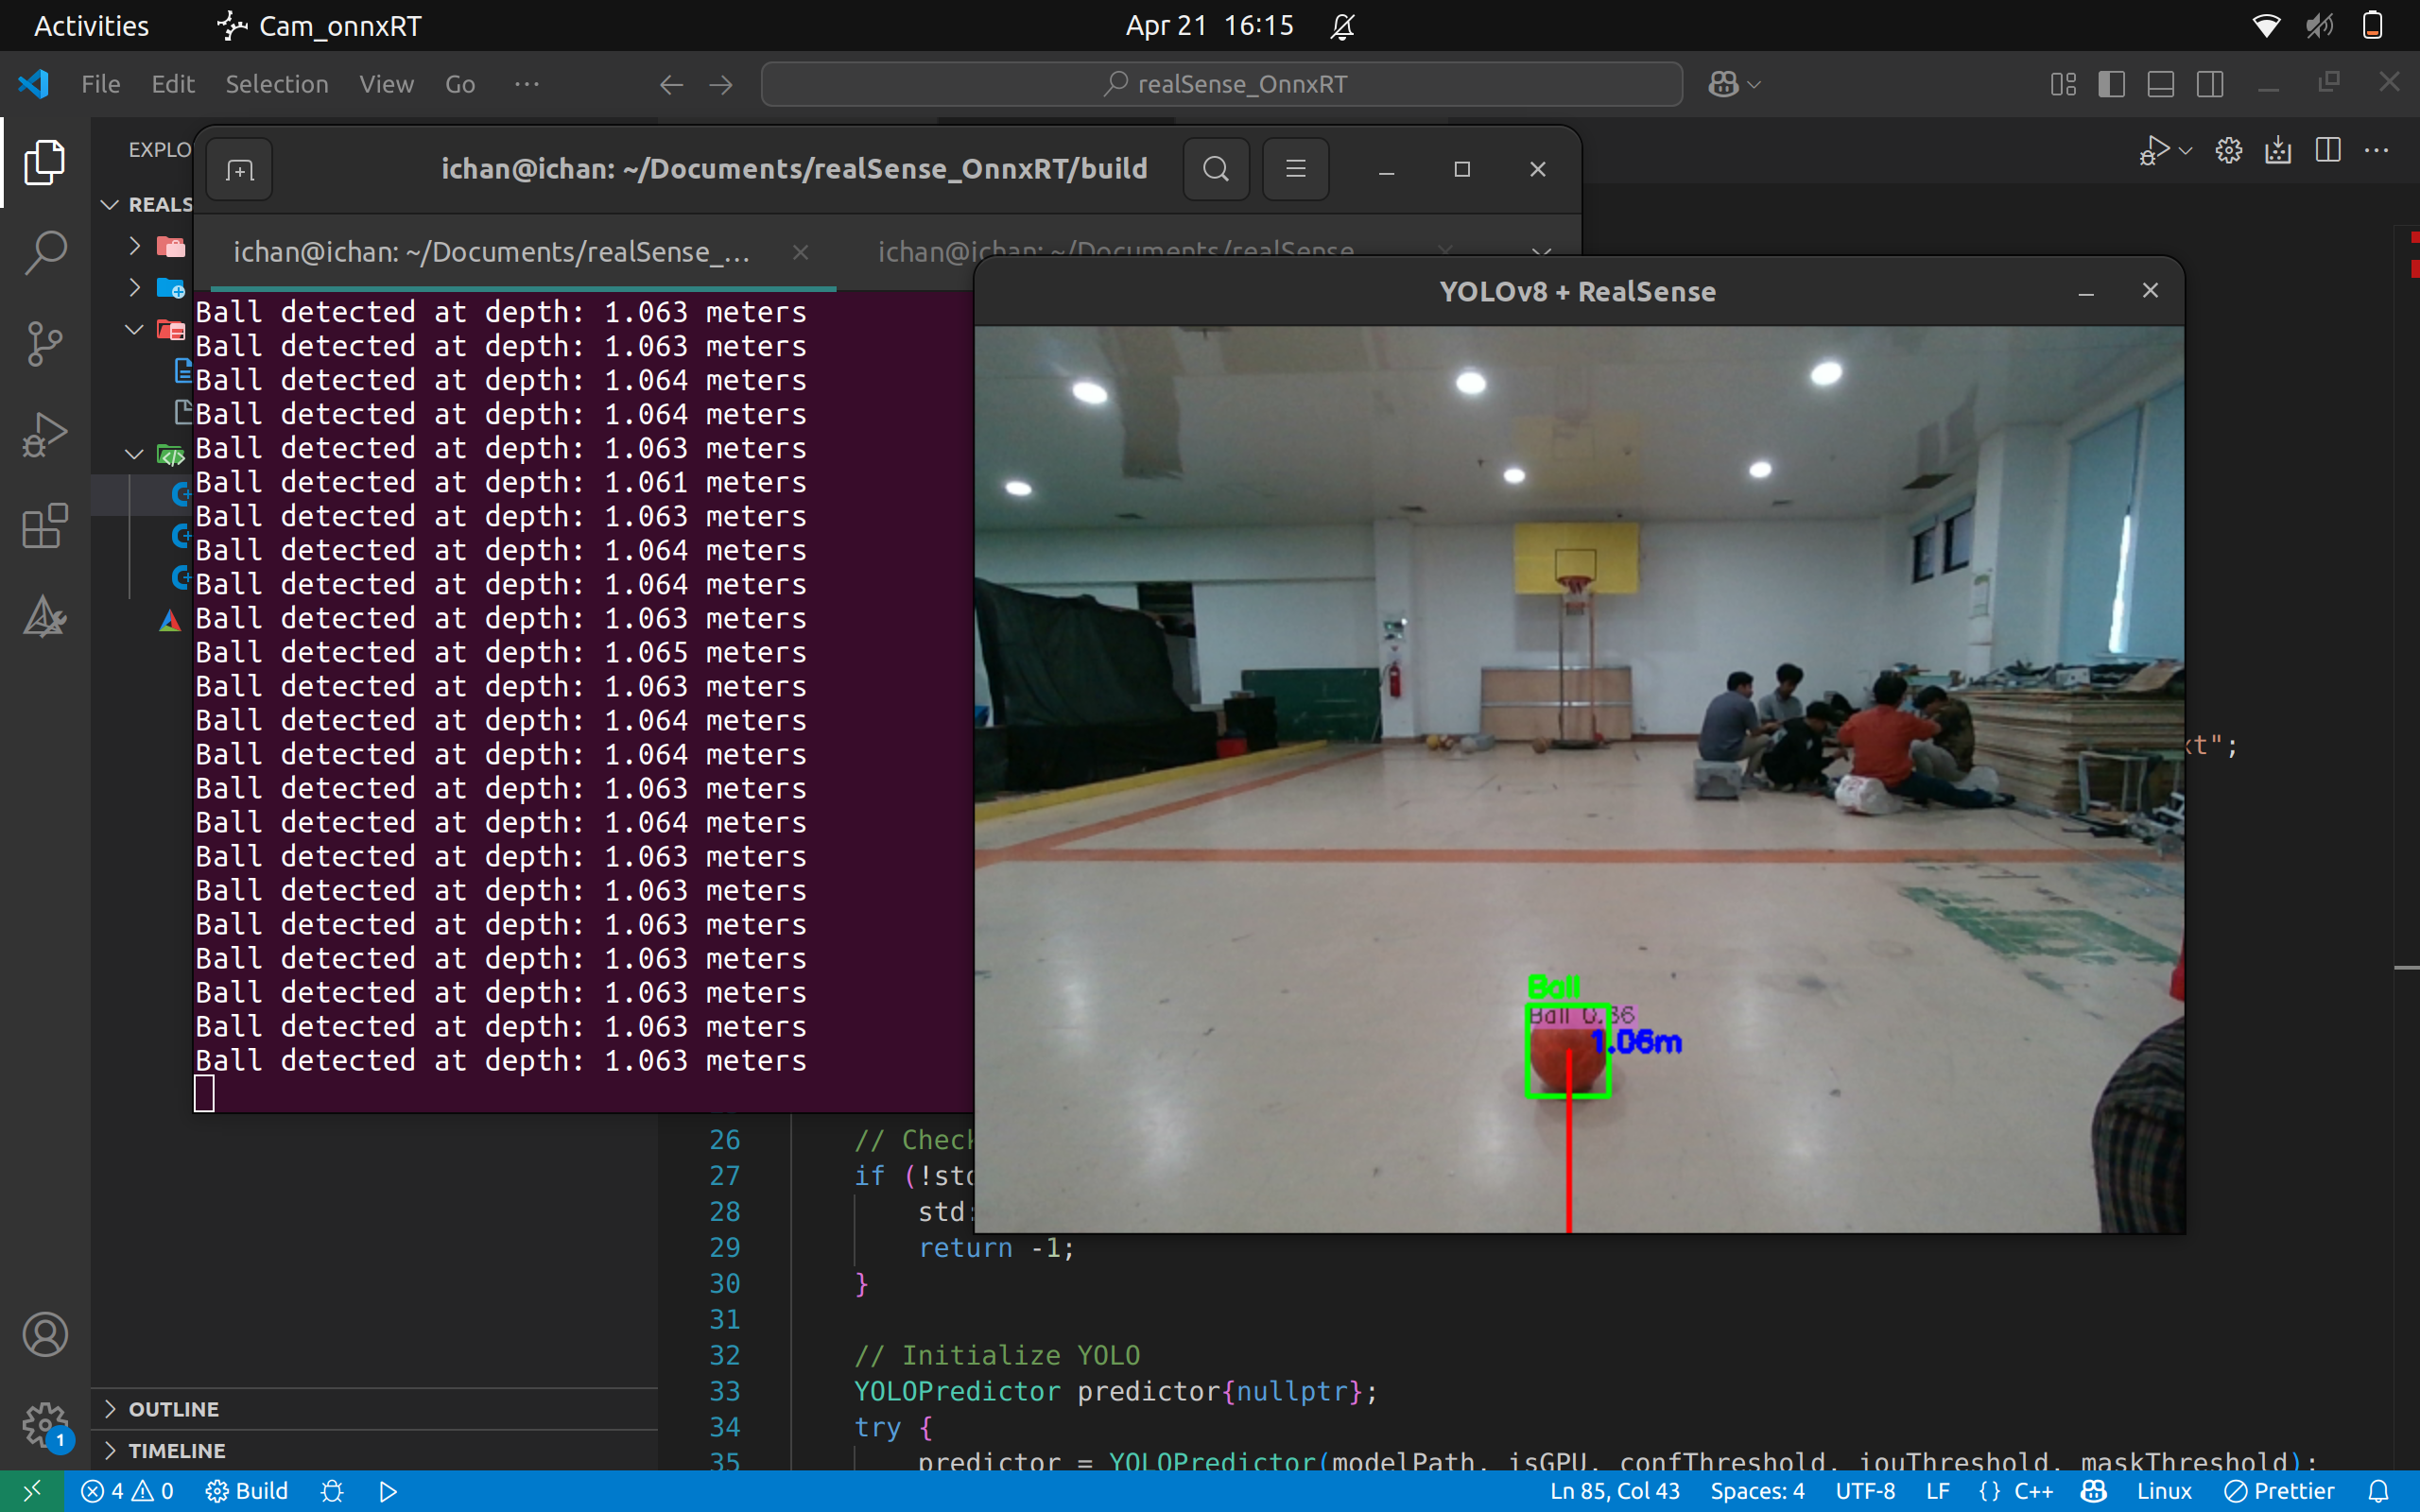 Activities
Cam_onnxRT
Apr 21 16:15
File Edit Selection View Go ···
realSense_OnnxRT
EXPLO
REALS
ichan@ichan: ~/Documents/realSense_OnnxRT/build
ichan@ichan: ~/Documents/realSense_...
ichan@ichan: ~/Documents/realSense
Ball detected at depth: 1.063 meters
Ball detected at depth: 1.063 meters
Ball detected at depth: 1.064 meters
Ball detected at depth: 1.064 meters
Ball detected at depth: 1.063 meters
Ball detected at depth: 1.061 meters
Ball detected at depth: 1.063 meters
Ball detected at depth: 1.064 meters
Ball detected at depth: 1.064 meters
Ball detected at depth: 1.063 meters
Ball detected at depth: 1.065 meters
Ball detected at depth: 1.063 meters
Ball detected at depth: 1.064 meters
Ball detected at depth: 1.064 meters
Ball detected at depth: 1.063 meters
Ball detected at depth: 1.064 meters
Ball detected at depth: 1.063 meters
Ball detected at depth: 1.063 meters
Ball detected at depth: 1.063 meters
Ball detected at depth: 1.063 meters
Ball detected at depth: 1.063 meters
Ball detected at depth: 1.063 meters
Ball detected at depth: 1.063 meters
YOLOv8 + RealSense
Ball
Ball
1.06m
xt";
26 // Check
27 if (!std
28 std:
29 return -1;
30 }
31
32 // Initialize YOLO
33 YOLOPredictor predictor{nullptr};
34 try {
35 predictor = YOLOPredictor(modelPath, isGPU, confThreshold, iouThreshold, maskThreshold);
OUTLINE
TIMELINE
1
4 0 Build
Ln 85, Col 43 Spaces: 4 UTF-8 LF {} C++ Linux Prettier